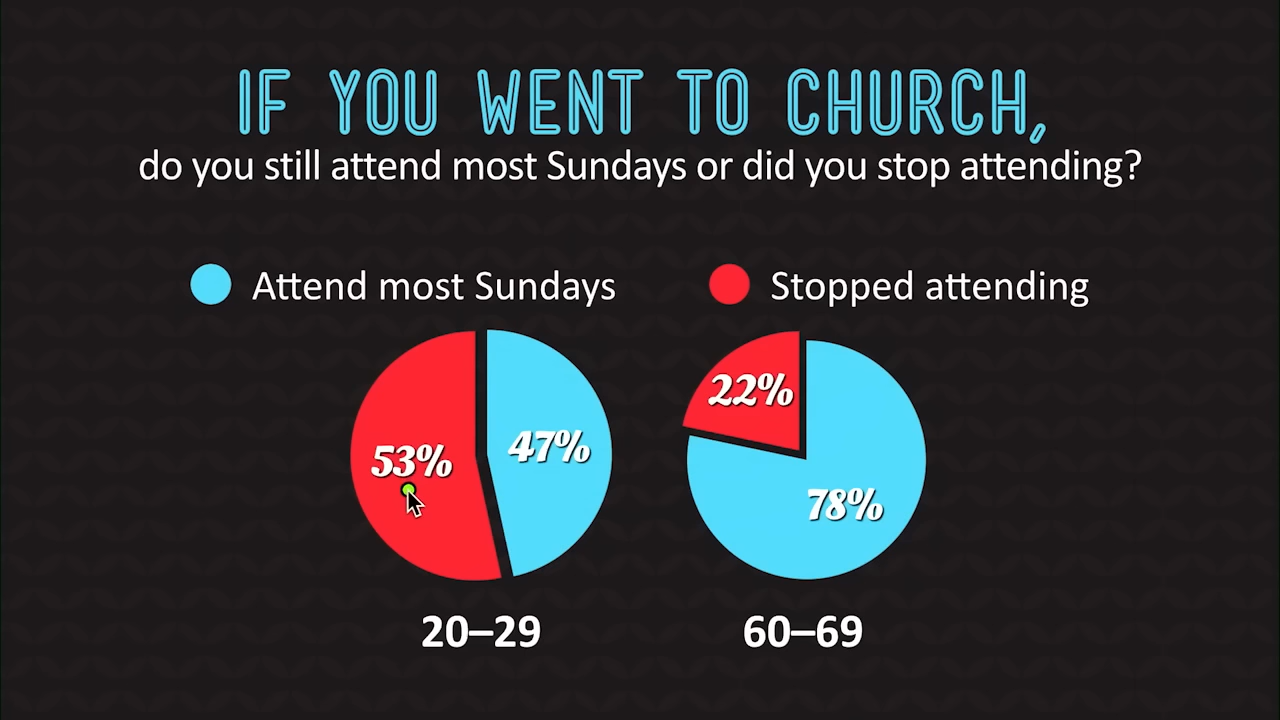 IF YOU WENT TO CHURCH,
do you still attend most Sundays or did you stop attending?
Attend most Sundays
Stopped attending
53%
47%
22%
78%
20–29
60–69